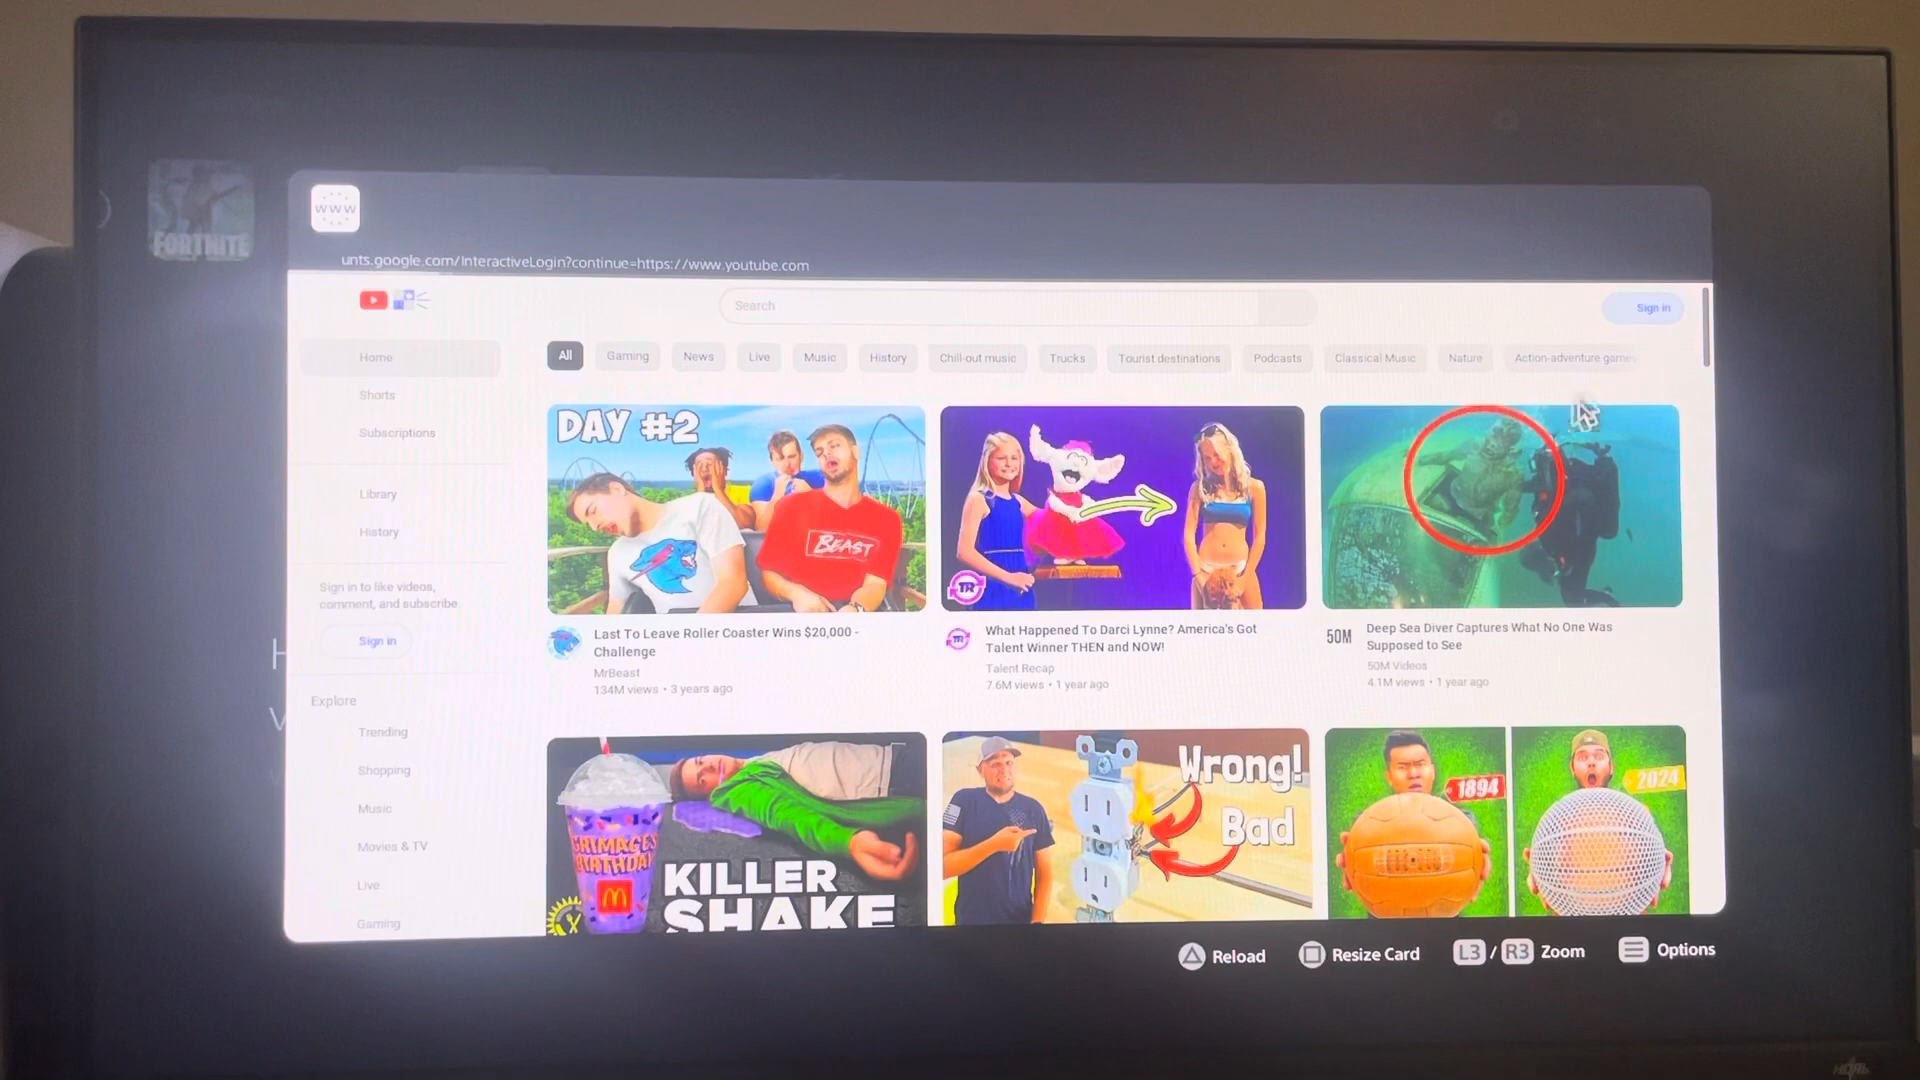 FORTNITE
www
unts.google.com/InteractiveLogin?continue=https://www.youtube.com
Search
Sign in
Home
Shorts
Subscriptions
Library
History
Sign in to like videos,
comment, and subscribe.
Sign in
Explore
Trending
Shopping
Music
Movies & TV
Live
Gaming
All
Gaming
News
Live
Music
History
Chill-out music
Trucks
Tourist destinations
Podcasts
Classical Music
Nature
Action-adventure games
DAY #2
BEAST
TR
Last To Leave Roller Coaster Wins $20,000 -
Challenge
MrBeast
134M views • 3 years ago
TR
What Happened To Darci Lynne? America's Got
Talent Winner THEN and NOW!
Talent Recap
7.6M views • 1 year ago
50M
Deep Sea Diver Captures What No One Was
Supposed to See
50M Videos
4.1M views • 1 year ago
GRIMACE'S
BIRTHDAY
KILLER
SHAKE
Wrong!
Bad
1894
2024
Reload
Resize Card
L3 / R3 Zoom
Options